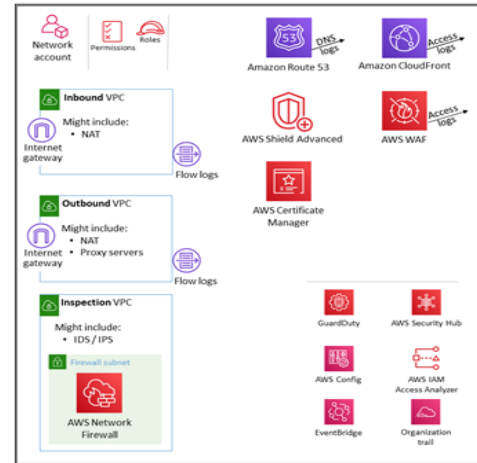 Network
account
Permissions
Roles
53
DNS
logs
Amazon Route 53
Access
logs
Amazon CloudFront
Inbound VPC
Might include:
• NAT
Internet
gateway
Flow logs
AWS Shield Advanced
Access
logs
AWS WAF
AWS Certificate
Manager
Outbound VPC
Might include:
• NAT
• Proxy servers
Internet
gateway
Flow logs
Inspection VPC
Might include:
• IDS / IPS
Firewall subnet
AWS Network
Firewall
GuardDuty
AWS Security Hub
AWS Config
AWS IAM
Access Analyzer
EventBridge
Organization
trail